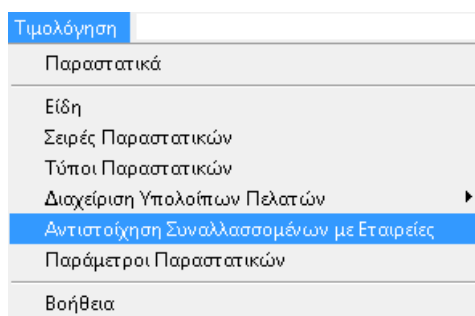 Τιμολόγηση
Παραστατικά
Είδη
Σειρές Παραστατικών
Τύποι Παραστατικών
Διαχείριση Υπολοίπων Πελατών
Αντιστοίχηση Συναλλασσομένων με Εταιρείες
Παράμετροι Παραστατικών
Βοήθεια